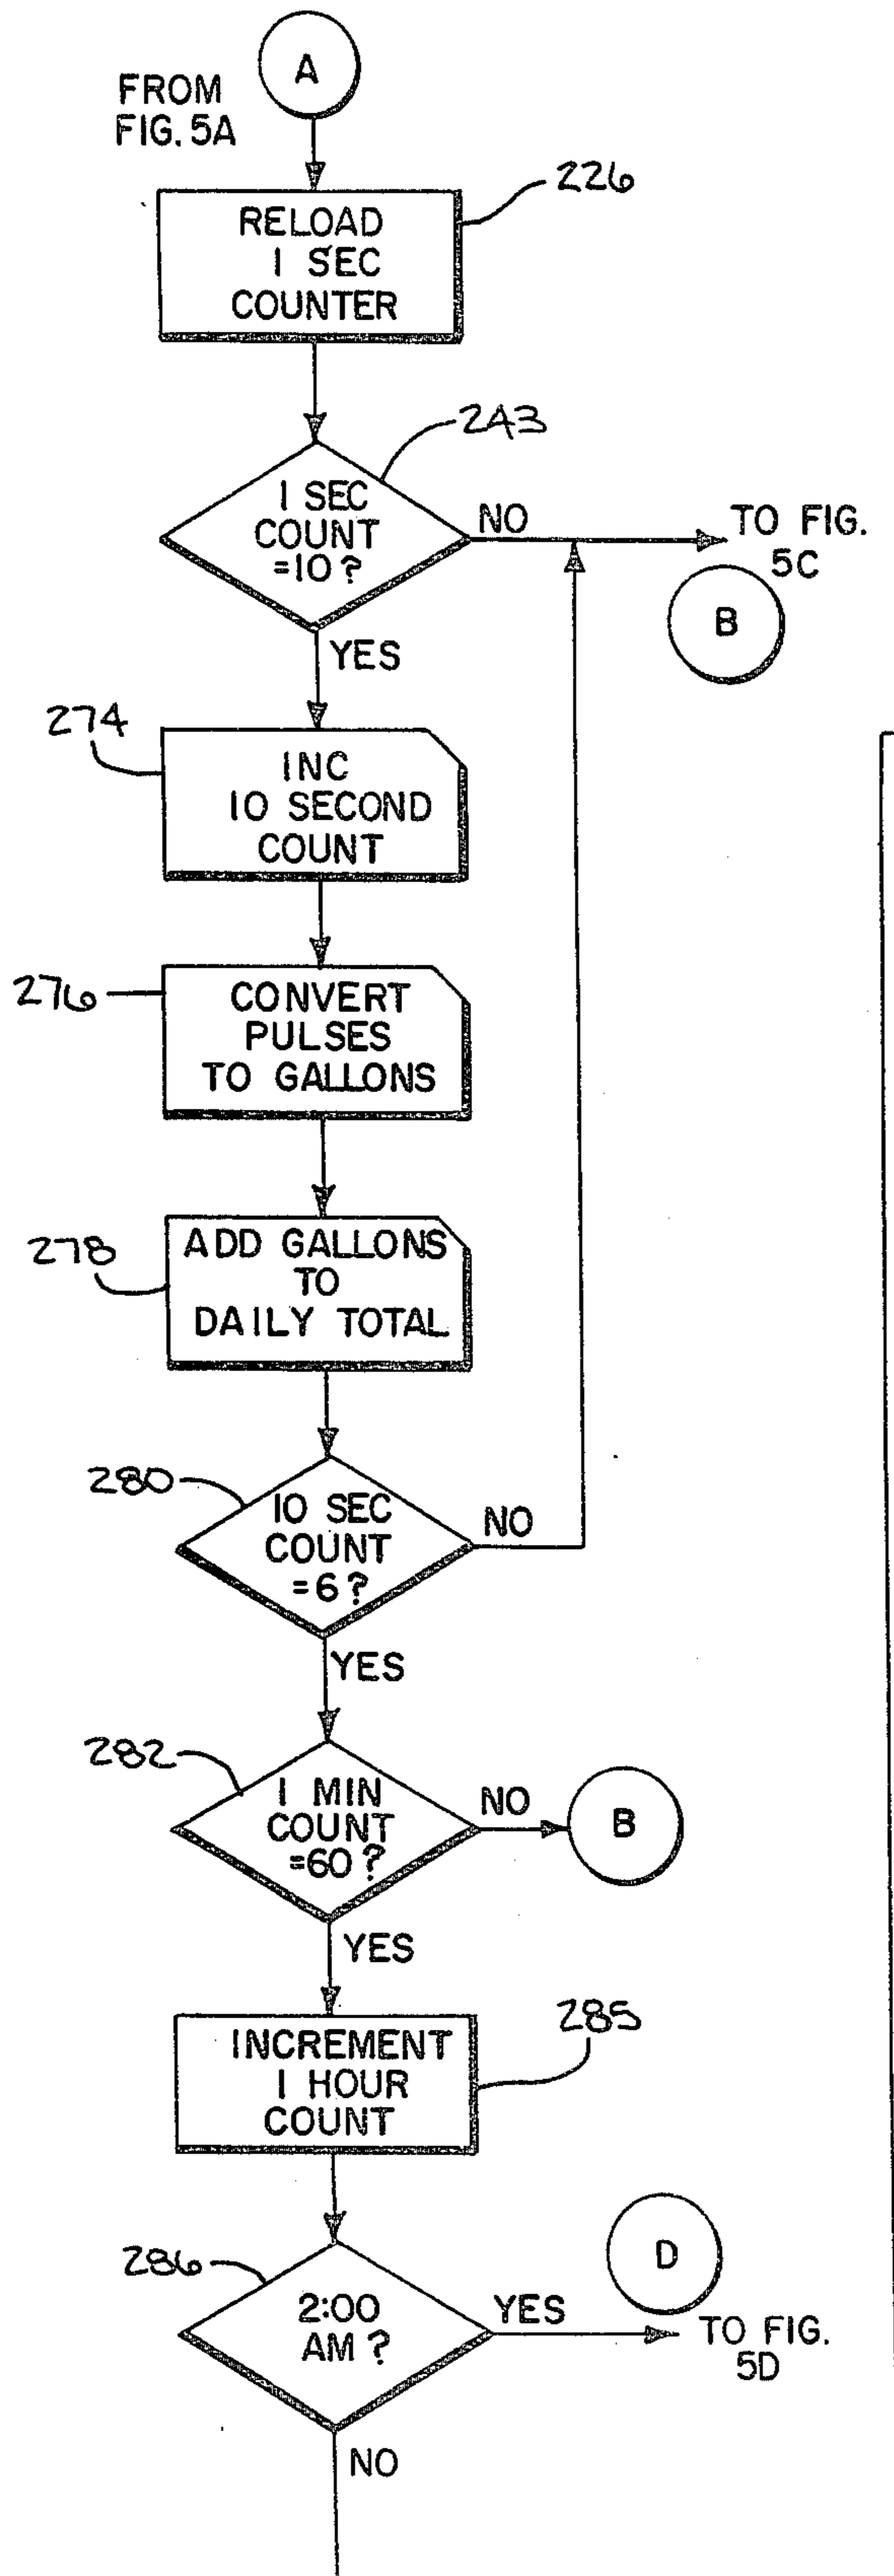 A
FROM
FIG. 5A
226
RELOAD
1 SEC
COUNTER
243
1 SEC
COUNT
=10?
NO
TO FIG.
5C
B
YES
274
INC
10 SECOND
COUNT
276
CONVERT
PULSES
TO GALLONS
278
ADD GALLONS
TO
DAILY TOTAL
280
10 SEC
COUNT
=6?
NO
YES
282
1 MIN
COUNT
=60?
NO
B
YES
285
INCREMENT
1 HOUR
COUNT
286
2:00
AM?
YES
D
TO FIG.
5D
NO